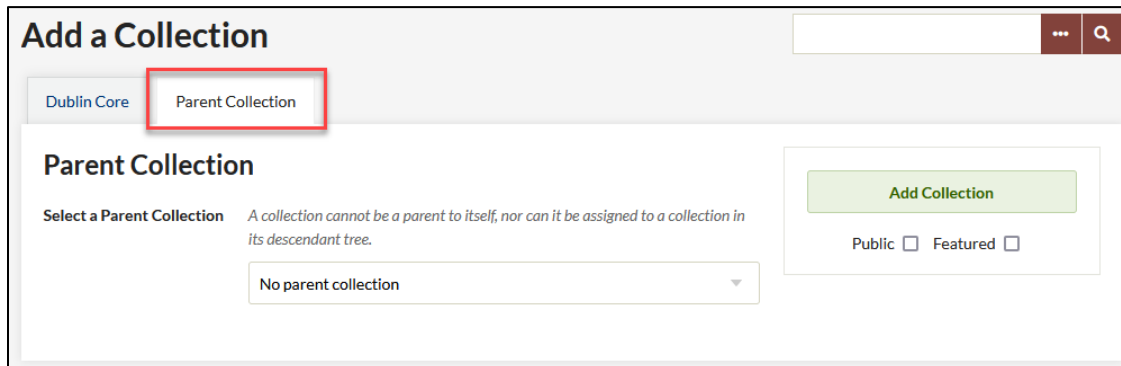 Add a Collection
Dublin Core
Parent Collection
Parent Collection
Select a Parent Collection
A collection cannot be a parent to itself, nor can it be assigned to a collection in
its descendant tree.
No parent collection
Add Collection
Public
Featured